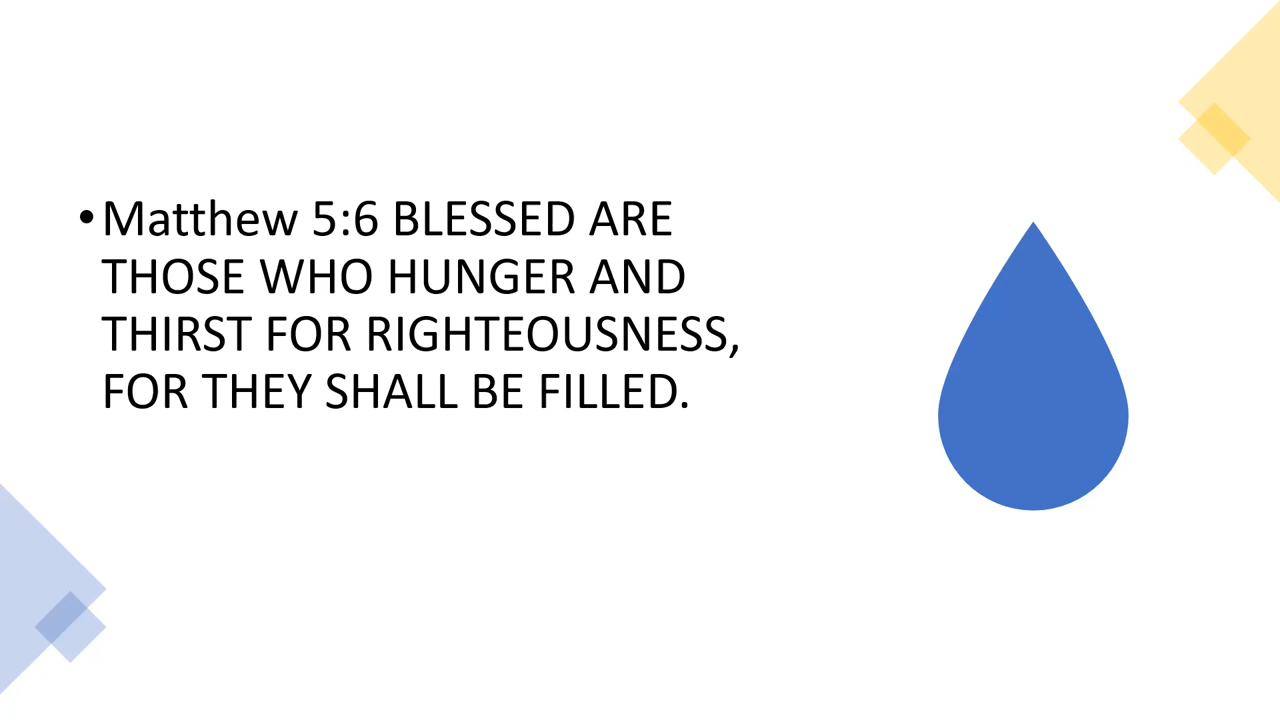 •Matthew 5:6 BLESSED ARE
THOSE WHO HUNGER AND
THIRST FOR RIGHTEOUSNESS,
FOR THEY SHALL BE FILLED.